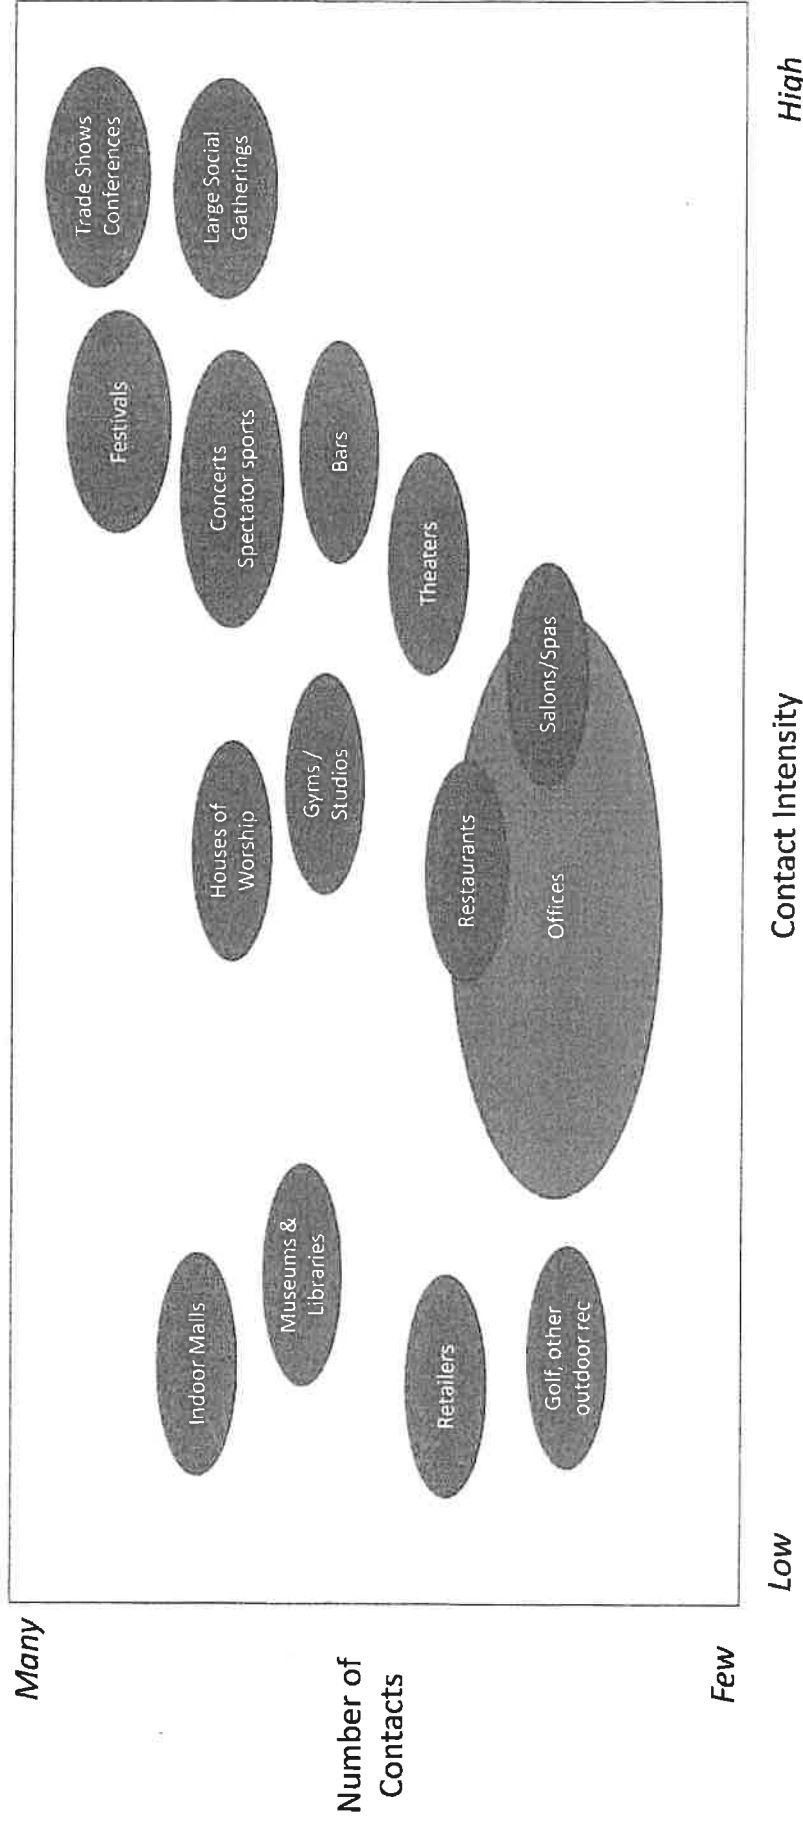 Many
Number of
Contacts
Few
Trade Shows
Conferences
Festivals
Large Social
Gatherings
Indoor Malls
Houses of
Worship
Concerts
Spectator sports
Museums &
Libraries
Gyms /
Studios
Bars
Retailers
Restaurants
Theaters
Golf, other
outdoor rec
Offices
Salons/Spas
Low
Contact Intensity
High